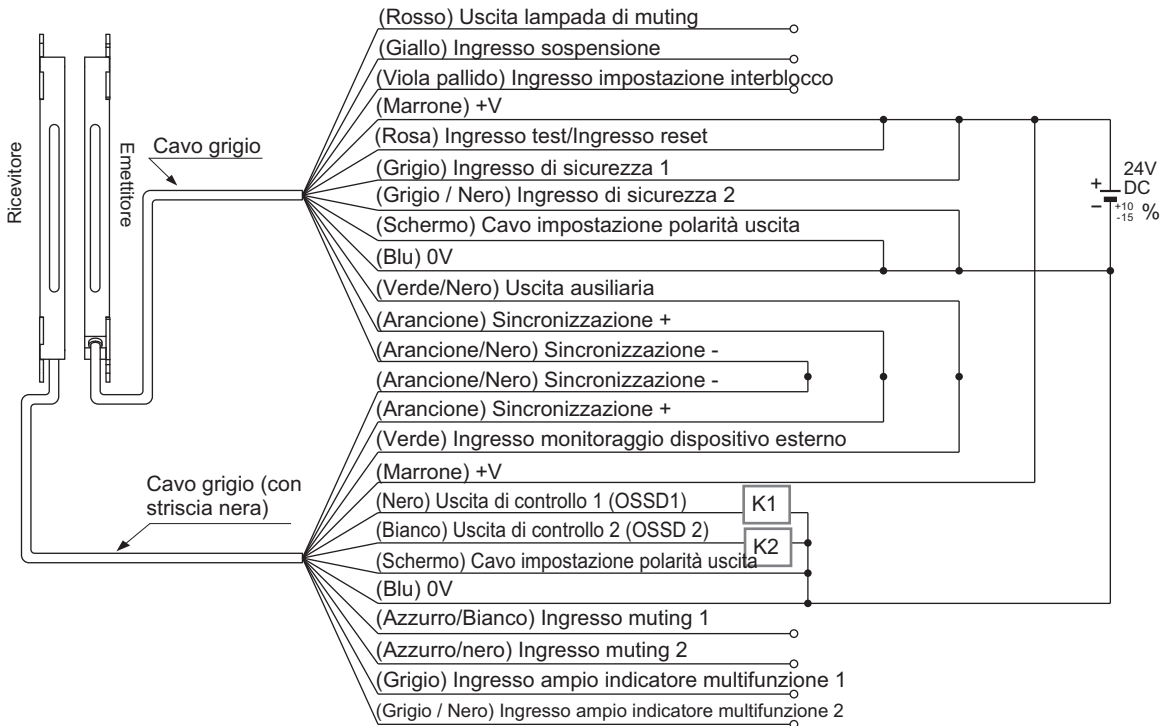 (Rosso) Uscita lampada di muting
(Giallo) Ingresso sospensione
(Viola pallido) Ingresso impostazione interblocco
(Marrone) +V
(Rosa) Ingresso test/Ingresso reset
(Grigio) Ingresso di sicurezza 1
(Grigio / Nero) Ingresso di sicurezza 2
(Schermo) Cavo impostazione polarità uscita
(Blu) 0V
(Verde/Nero) Uscita ausiliaria
(Arancione) Sincronizzazione +
(Arancione/Nero) Sincronizzazione -
(Arancione/Nero) Sincronizzazione -
(Arancione) Sincronizzazione +
(Verde) Ingresso monitoraggio dispositivo esterno
(Marrone) +V
(Nero) Uscita di controllo 1 (OSSD1)
(Bianco) Uscita di controllo 2 (OSSD 2)
(Schermo) Cavo impostazione polarità uscita
(Blu) 0V
(Azzurro/Bianco) Ingresso muting 1
(Azzurro/nero) Ingresso muting 2
(Grigio) Ingresso ampio indicatore multifunzione 1
(Grigio / Nero) Ingresso ampio indicatore multifunzione 2
Ricevitore
Emettitore
Cavo grigio
Cavo grigio (con
striscia nera)
K1
K2
24V
DC
+
−
+10
-15 %